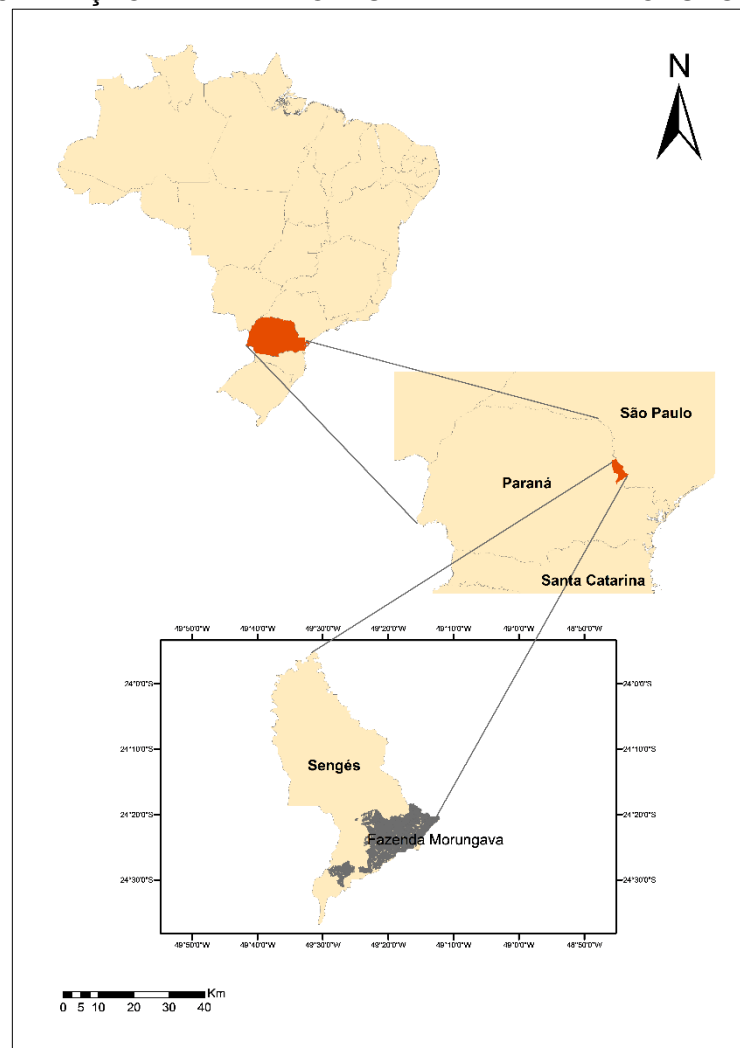 N
São Paulo
Paraná
Santa Catarina
49°50'0"W 49°40'0"W 49°30'0"W 49°20'0"W 49°10'0"W 49°0'0"W 48°50'0"W
24°0'0"S 24°0'0"S
24°10'0"S 24°10'0"S
Sengés
24°20'0"S 24°20'0"S
Fazenda Morungava
24°30'0"S 24°30'0"S
49°50'0"W 49°40'0"W 49°30'0"W 49°20'0"W 49°10'0"W 49°0'0"W 48°50'0"W
Km
0 5 10 20 30 40